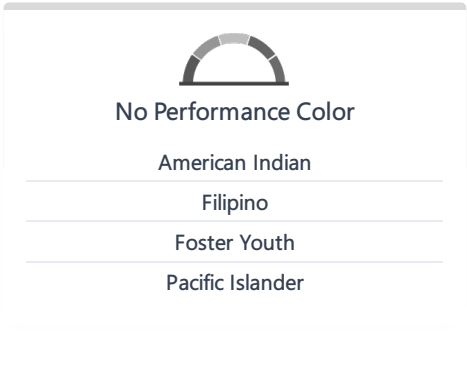 No Performance Color
American Indian
Filipino
Foster Youth
Pacific Islander